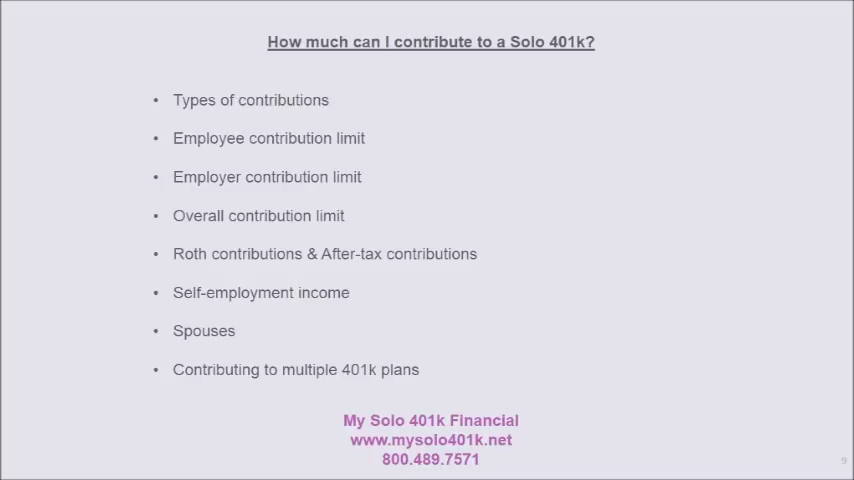 How much can I contribute to a Solo 401k?
• Types of contributions
• Employee contribution limit
• Employer contribution limit
• Overall contribution limit
• Roth contributions & After-tax contributions
• Self-employment income
• Spouses
• Contributing to multiple 401k plans
My Solo 401k Financial
www.mysolo401k.net
800.489.7571
9